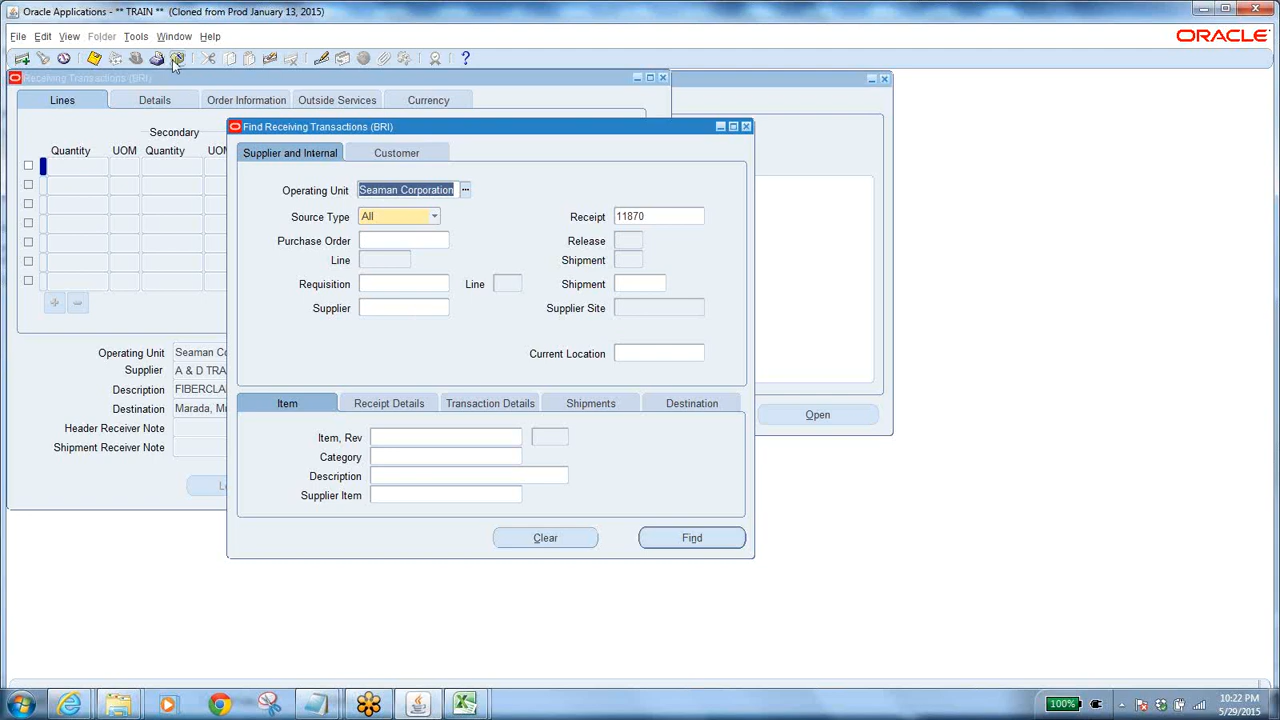 Oracle Applications - ** TRAIN ** (Cloned from Prod January 13, 2015)
File Edit View Folder Tools Window Help
ORACLE
Receiving Transactions (BRI)
Lines Details Order Information Outside Services Currency
Secondary
Quantity UOM Quantity
Find Receiving Transactions (BRI)
Supplier and Internal Customer
Operating Unit Seaman Corporation
Source Type All Receipt 11870
Purchase Order Release
Line Shipment
Requisition Line Shipment
Supplier Supplier Site
Current Location
Item Receipt Details Transaction Details Shipments Destination
Item, Rev
Category
Description
Supplier Item
Clear Find
Operating Unit Seaman
Supplier A & D TRA
Description FIBERCLA
Destination Marada, M
Header Receiver Note
Shipment Receiver Note
Open
100%
10:22 PM
5/29/2015